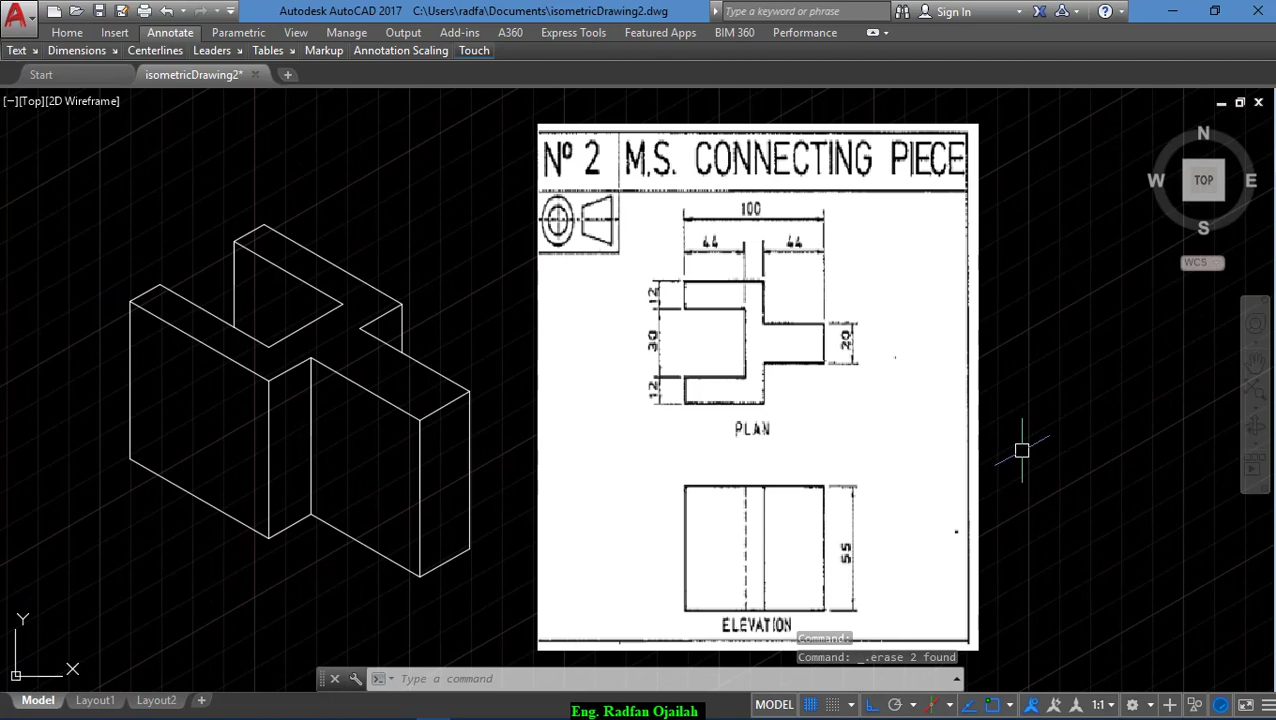 Autodesk AutoCAD 2017 C:\Users\radfa\Documents\isometricDrawing2.dwg
Type a keyword or phrase
Sign In
Home Insert Annotate Parametric View Manage Output Add-ins A360 Express Tools Featured Apps BIM 360 Performance
Text Dimensions Centerlines Leaders Tables Markup Annotation Scaling Touch
Start isometricDrawing2*
[−][Top][2D Wireframe]
Nº 2 M.S. CONNECTING PIECE
100
44 44
12
30
20
12
PLAN
55
ELEVATION
N
W TOP E
S
WCS
Y
X
Command:
Command: _.erase 2 found
Type a command
Model Layout1 Layout2
MODEL
1:1
Eng. Radfan Ojailah